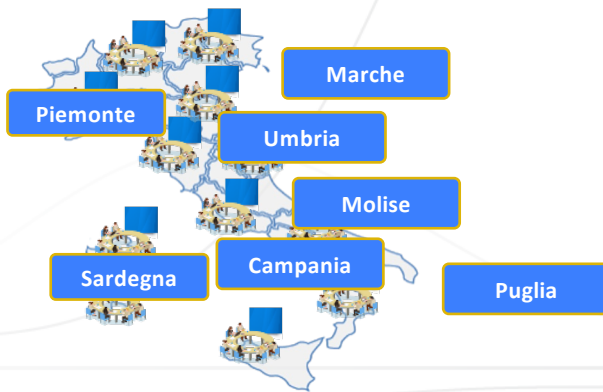 Marche
Piemonte
Umbria
Molise
Campania
Sardegna
Puglia